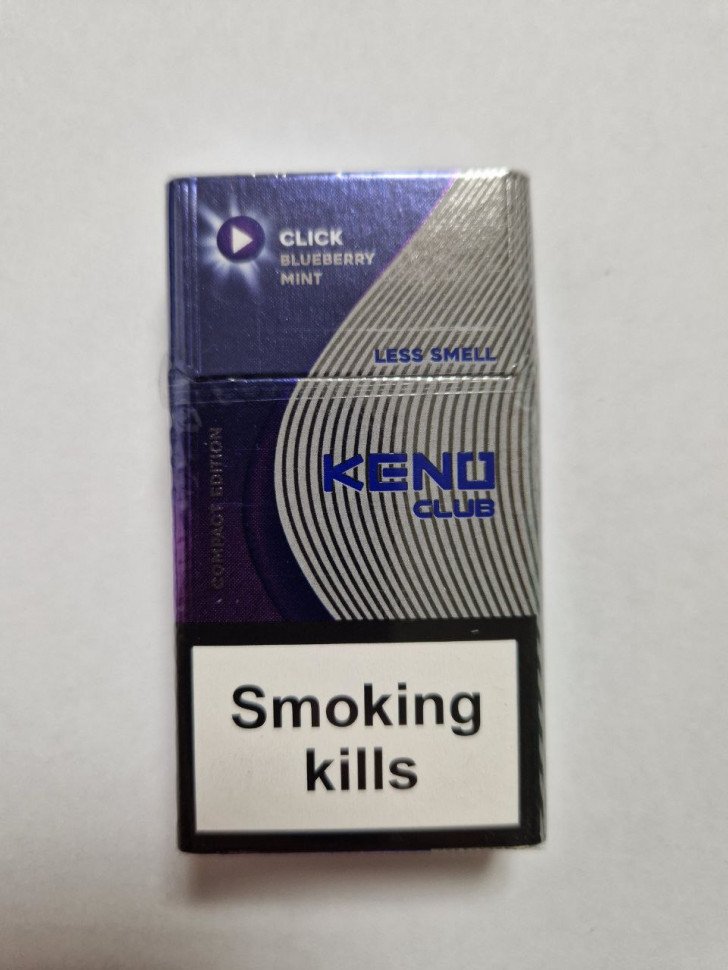 CLICK
BLUEBERRY
MINT
LESS SMELL
COMPACT EDITION
KENO
CLUB
Smoking
kills